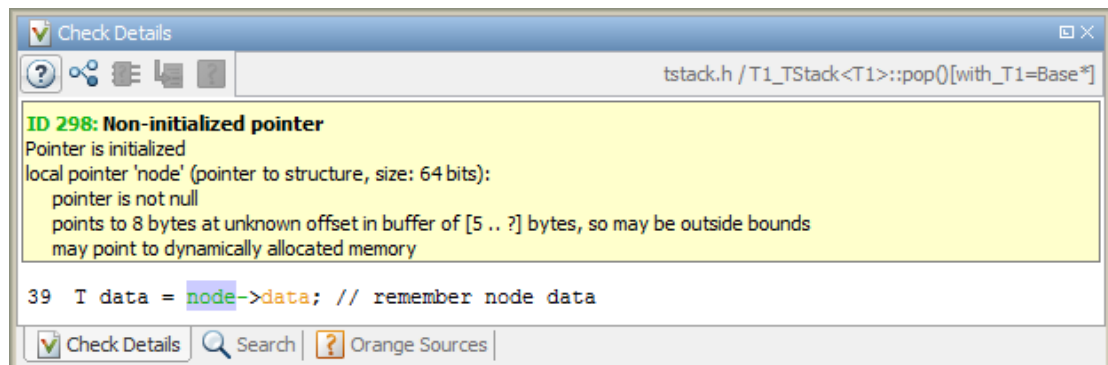 Check Details
tstack.h / T1_TStack<T1>::pop()[with_T1=Base*]
ID 298: Non-initialized pointer
Pointer is initialized
local pointer 'node' (pointer to structure, size: 64 bits):
pointer is not null
points to 8 bytes at unknown offset in buffer of [5 .. ?] bytes, so may be outside bounds
may point to dynamically allocated memory
39 T data = node->data; // remember node data
Check Details Search Orange Sources